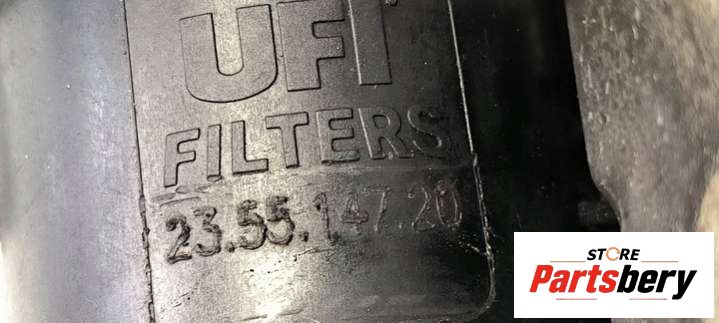 UFI
FILTERS
23.55.147.20
STORE
Partsbery